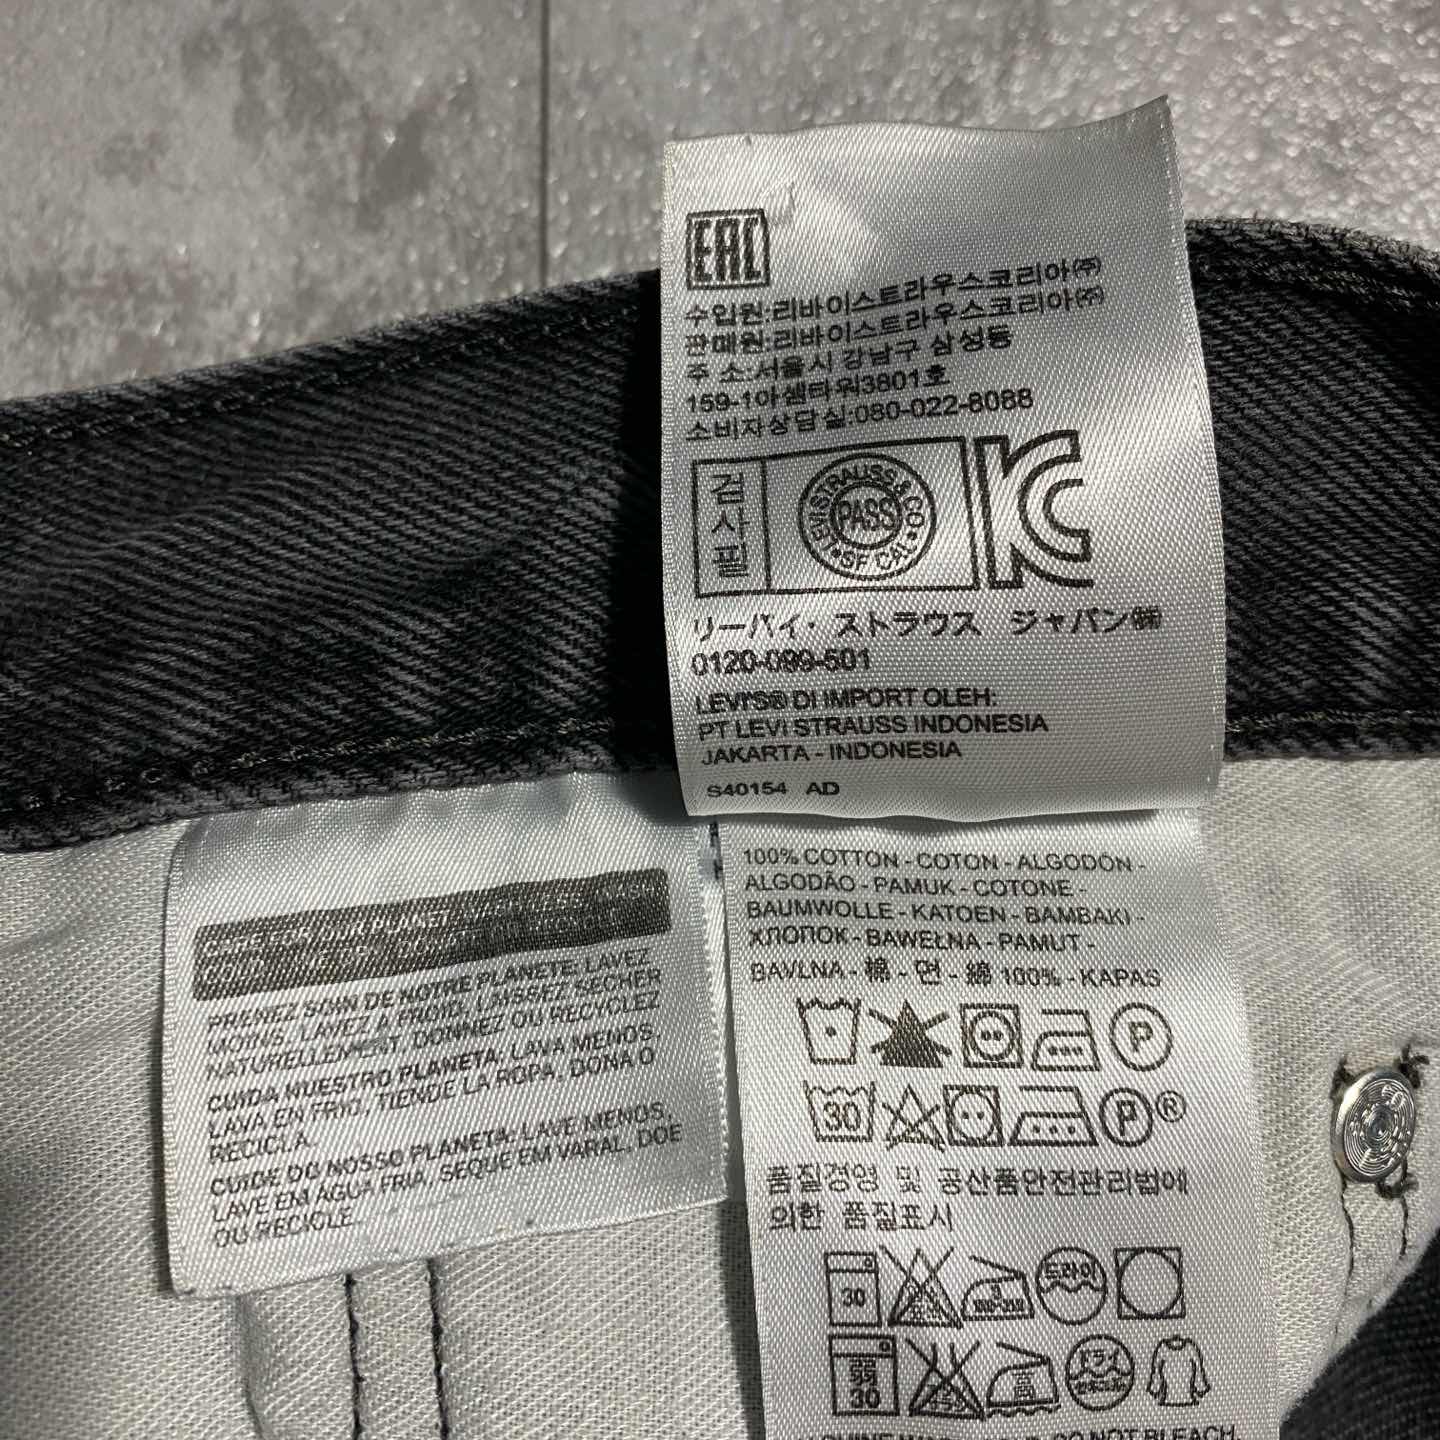 EAC
수입원:리바이스트라우스코리아㈜
판매원:리바이스트라우스코리아㈜
주 소:서울시 강남구 삼성동
159-1아셈타워3801호
소비자상담실:080-022-8088
검사필
LEVI STRAUSS & CO.
PASS
SF CAL
リーバイ・ストラウス ジャパン㈱
0120-099-501
LEVI'S® DI IMPORT OLEH:
PT LEVI STRAUSS INDONESIA
JAKARTA - INDONESIA
S40154 AD
PRENEZ SOIN DE NOTRE PLANETE: LAVEZ
MOINS, LAVEZ A FROID, LAISSEZ SECHER
NATURELLEMENT, DONNEZ OU RECYCLEZ
CUIDA NUESTRO PLANETA: LAVA MENOS,
LAVA EN FRIO, TIENDE LA ROPA, DONA O
RECICLA.
CUIDE DO NOSSO PLANETA: LAVE MENOS,
LAVE EM AGUA FRIA, SEQUE EM VARAL, DOE
OU RECICLE.
100% COTTON - COTON - ALGODÓN -
ALGODÃO - PAMUK - COTONE -
BAUMWOLLE - KATOEN - BAMBAKI -
ХЛОПОК - BAWEŁNA - PAMUT -
BAVLNA - 棉 - 면 - 綿 100% - KAPAS
P
30 P®
품질경영 및 공산품안전관리법에
의한 품질표시
30 드라이
弱 30 ドライ
DO NOT BLEACH